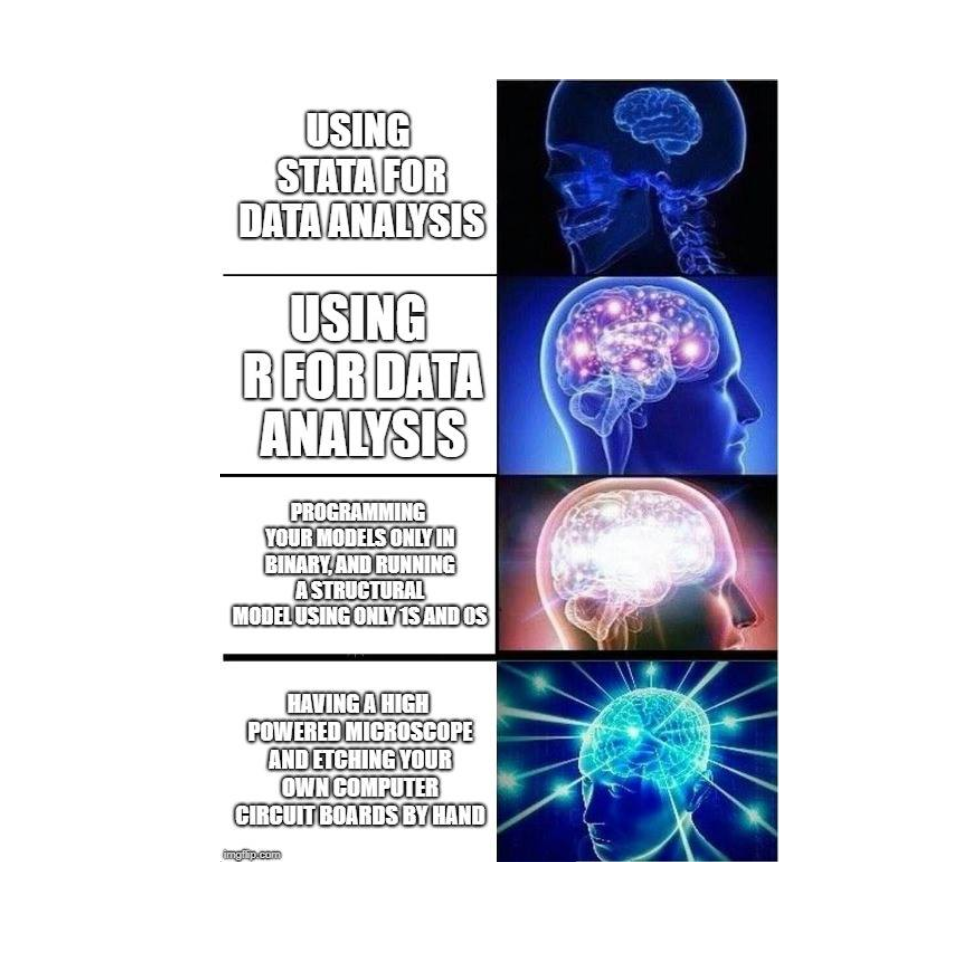 USING
STATA FOR
DATA ANALYSIS
USING
R FOR DATA
ANALYSIS
PROGRAMMING
YOUR MODELS ONLY IN
BINARY, AND RUNNING
A STRUCTURAL
MODEL USING ONLY 1S AND 0S
HAVING A HIGH
POWERED MICROSCOPE
AND ETCHING YOUR
OWN COMPUTER
CIRCUIT BOARDS BY HAND
imgflip.com